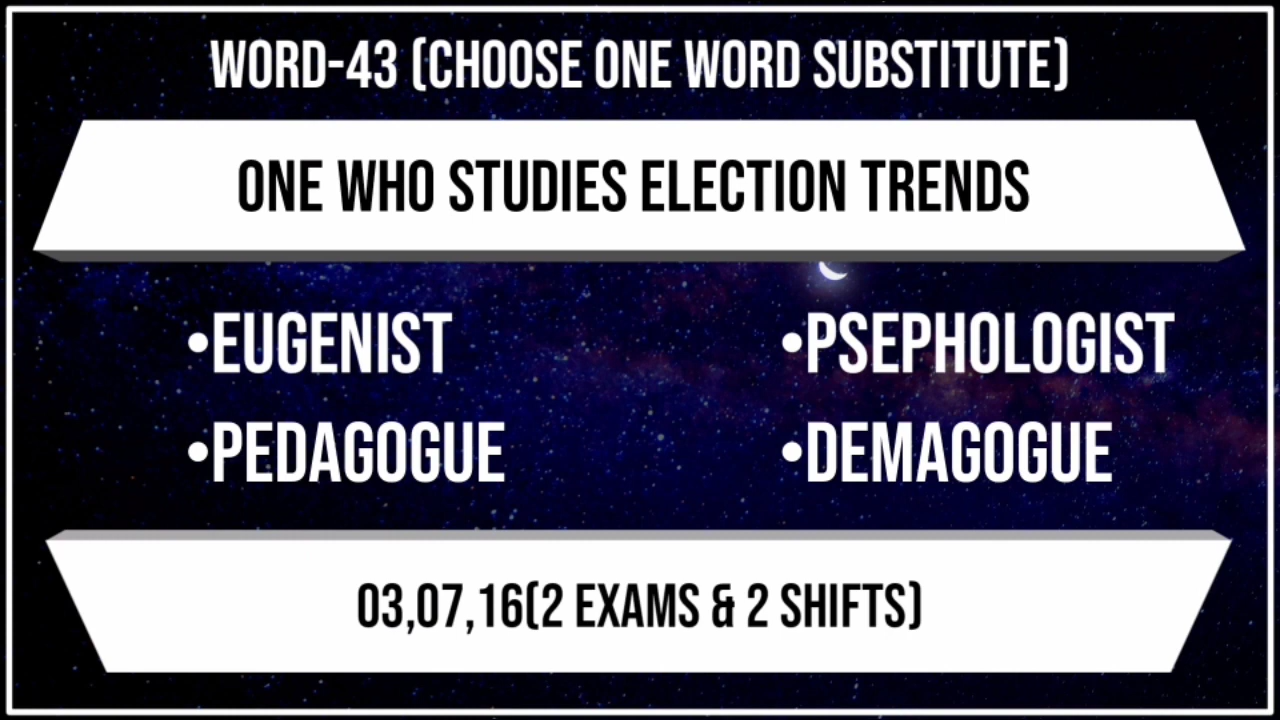 WORD-43 (CHOOSE ONE WORD SUBSTITUTE)
ONE WHO STUDIES ELECTION TRENDS
•EUGENIST
•PSEPHOLOGIST
•PEDAGOGUE
•DEMAGOGUE
03,07,16(2 EXAMS & 2 SHIFTS)